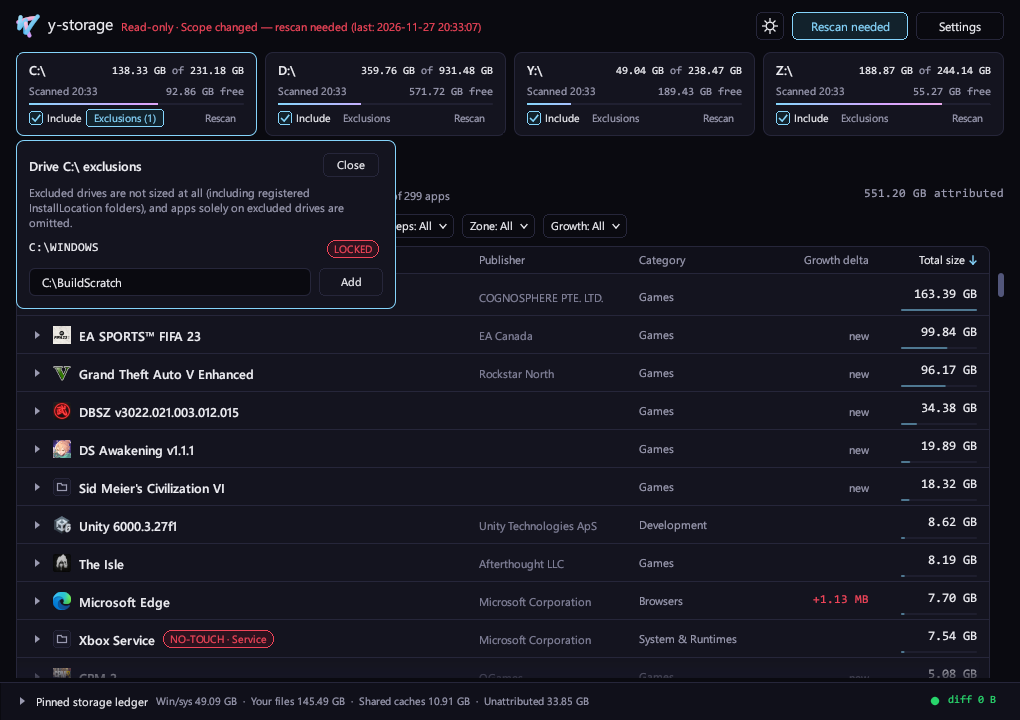 y-storage Read-only · Scope changed — rescan needed (last: 2026-11-27 20:33:07) Rescan needed Settings
C:\ 138.33 GB of 231.18 GB
Scanned 20:33 92.86 GB free
Include Exclusions (1) Rescan
D:\ 359.76 GB of 931.48 GB
Scanned 20:33 571.72 GB free
Include Exclusions Rescan
Y:\ 49.04 GB of 238.47 GB
Scanned 20:33 189.43 GB free
Include Exclusions Rescan
Z:\ 188.87 GB of 244.14 GB
Scanned 20:33 55.27 GB free
Include Exclusions Rescan
Drive C:\ exclusions Close
Excluded drives are not sized at all (including registered
InstallLocation folders), and apps solely on excluded drives are
omitted.
C:\WINDOWS LOCKED
C:\BuildScratch Add
of 299 apps 551.20 GB attributed
eps: All Zone: All Growth: All
Publisher Category Growth delta Total size ↓
COGNOSPHERE PTE. LTD. Games 163.39 GB
EA SPORTS™ FIFA 23 EA Canada Games new 99.84 GB
Grand Theft Auto V Enhanced Rockstar North Games new 96.17 GB
DBSZ v3022.021.003.012.015 Games new 34.38 GB
DS Awakening v1.1.1 Games new 19.89 GB
Sid Meier's Civilization VI Games new 18.32 GB
Unity 6000.3.27f1 Unity Technologies ApS Development 8.62 GB
The Isle Afterthought LLC Games 8.19 GB
Microsoft Edge Microsoft Corporation Browsers +1.13 MB 7.70 GB
Xbox Service NO-TOUCH · Service Microsoft Corporation System & Runtimes 7.54 GB
Games 5.08 GB
Pinned storage ledger Win/sys 49.09 GB · Your files 145.49 GB · Shared caches 10.91 GB · Unattributed 33.85 GB diff 0 B